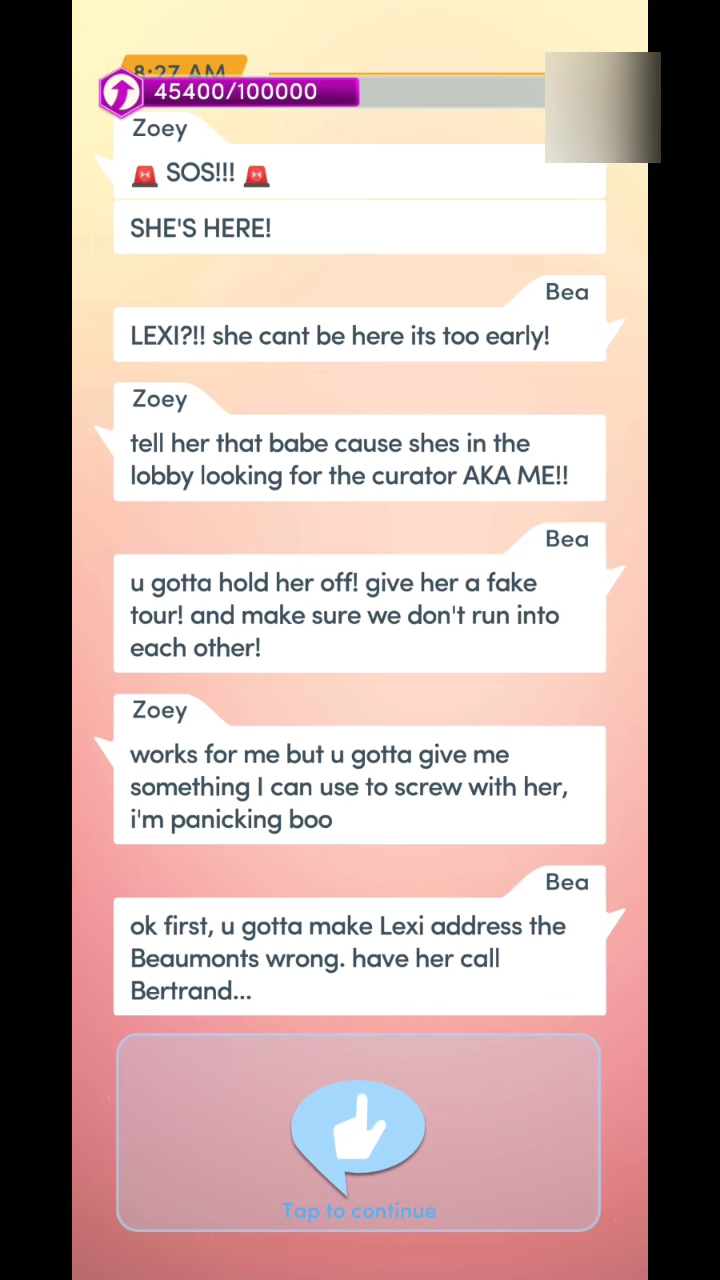 8:27 AM
45400/100000
Zoey
🚨 SOS!!! 🚨
SHE'S HERE!
Bea
LEXI?!! she cant be here its too early!
Zoey
tell her that babe cause shes in the
lobby looking for the curator AKA ME!!
Bea
u gotta hold her off! give her a fake
tour! and make sure we don't run into
each other!
Zoey
works for me but u gotta give me
something I can use to screw with her,
i'm panicking boo
Bea
ok first, u gotta make Lexi address the
Beaumonts wrong. have her call
Bertrand...
Tap to continue